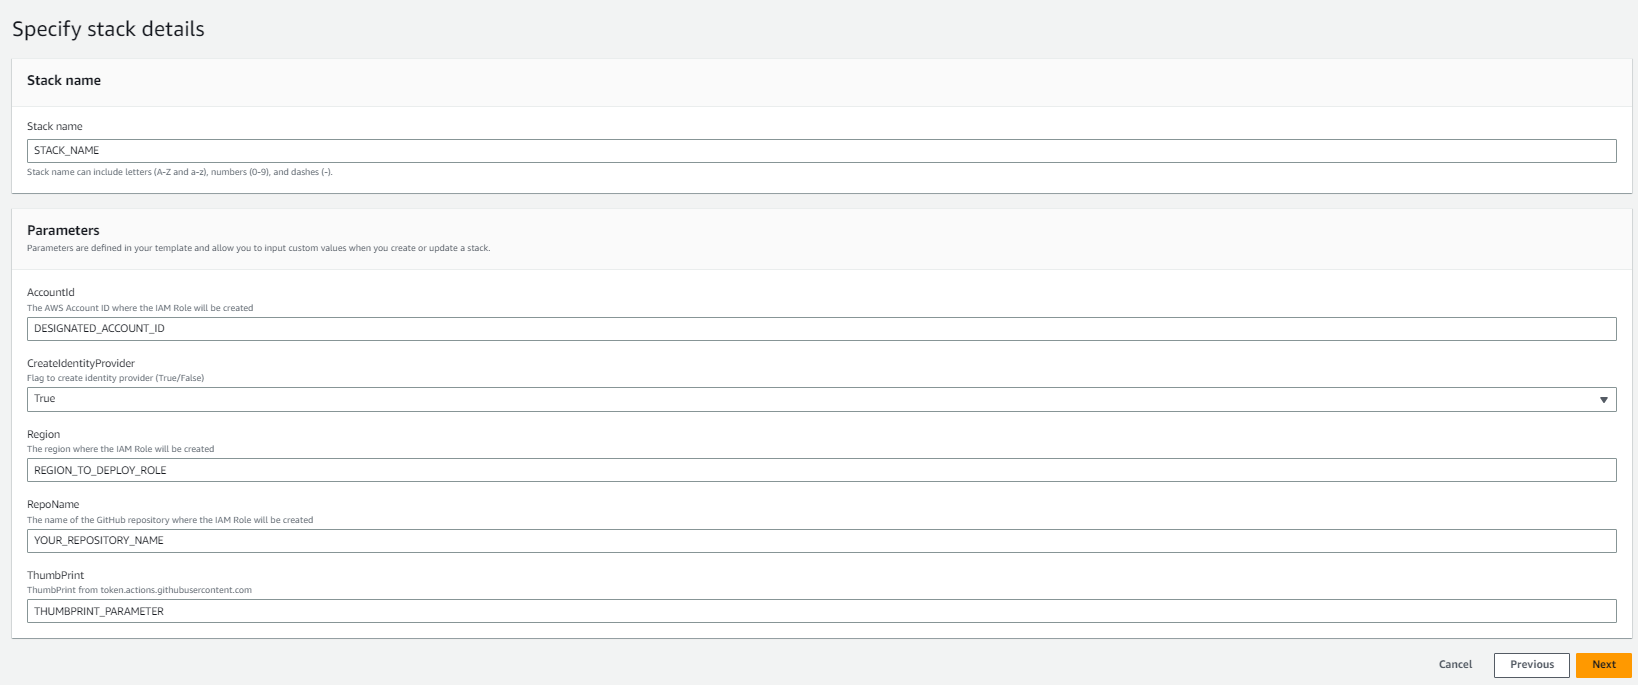 Specify stack details
Stack name
Stack name
STACK_NAME
Stack name can include letters (A-Z and a-z), numbers (0-9), and dashes (-).
Parameters
Parameters are defined in your template and allow you to input custom values when you create or update a stack.
AccountId
The AWS Account ID where the IAM Role will be created
DESIGNATED_ACCOUNT_ID
CreateIdentityProvider
Flag to create identity provider (True/False)
True
Region
The region where the IAM Role will be created
REGION_TO_DEPLOY_ROLE
RepoName
The name of the GitHub repository where the IAM Role will be created
YOUR_REPOSITORY_NAME
ThumbPrint
ThumbPrint from token.actions.githubusercontent.com
THUMBPRINT_PARAMETER
Cancel Previous Next